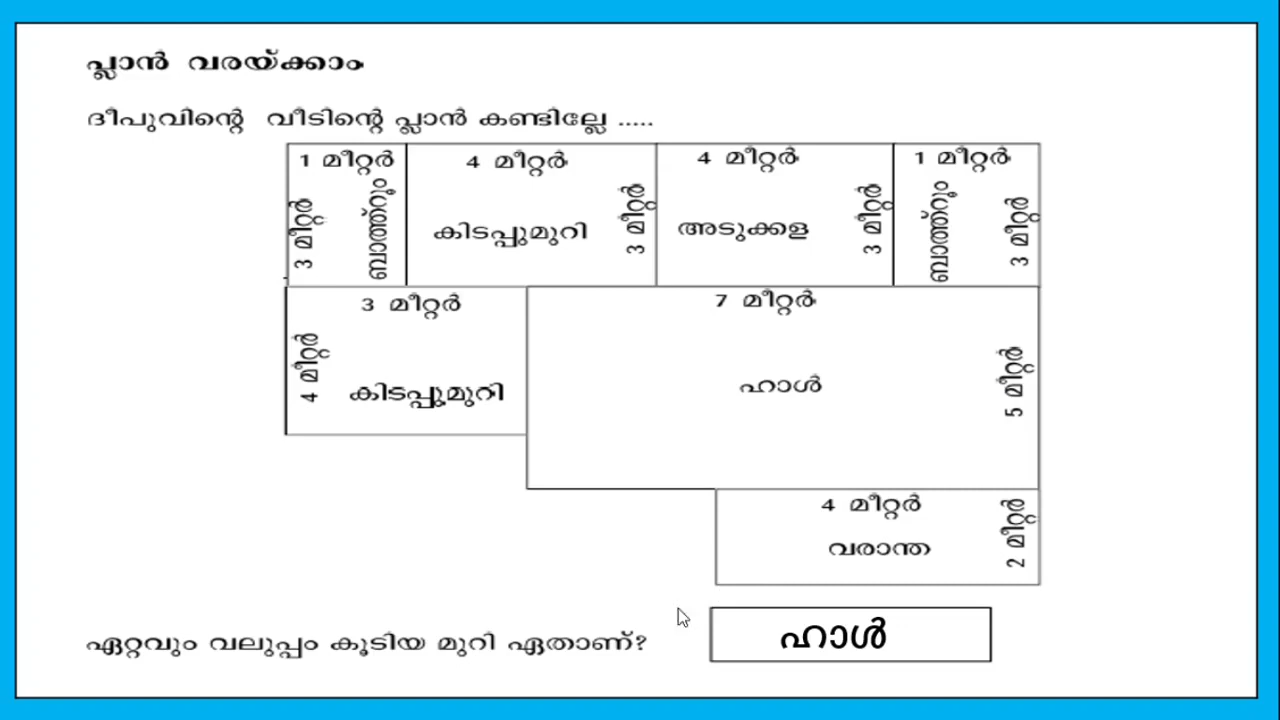 പ്ലാൻ വരയ്ക്കാം
ദീപുവിന്റെ വീടിന്റെ പ്ലാൻ കണ്ടില്ലേ .....
1 മീറ്റർ
3 മീറ്റർ
ബാത്ത്റൂം
4 മീറ്റർ
കിടപ്പുമുറി
3 മീറ്റർ
4 മീറ്റർ
അടുക്കള
3 മീറ്റർ
1 മീറ്റർ
ബാത്ത്റൂം
3 മീറ്റർ
3 മീറ്റർ
4 മീറ്റർ
കിടപ്പുമുറി
7 മീറ്റർ
ഹാൾ
5 മീറ്റർ
4 മീറ്റർ
വരാന്ത
2 മീറ്റർ
ഏറ്റവും വലുപ്പം കൂടിയ മുറി ഏതാണ്?
ഹാൾ